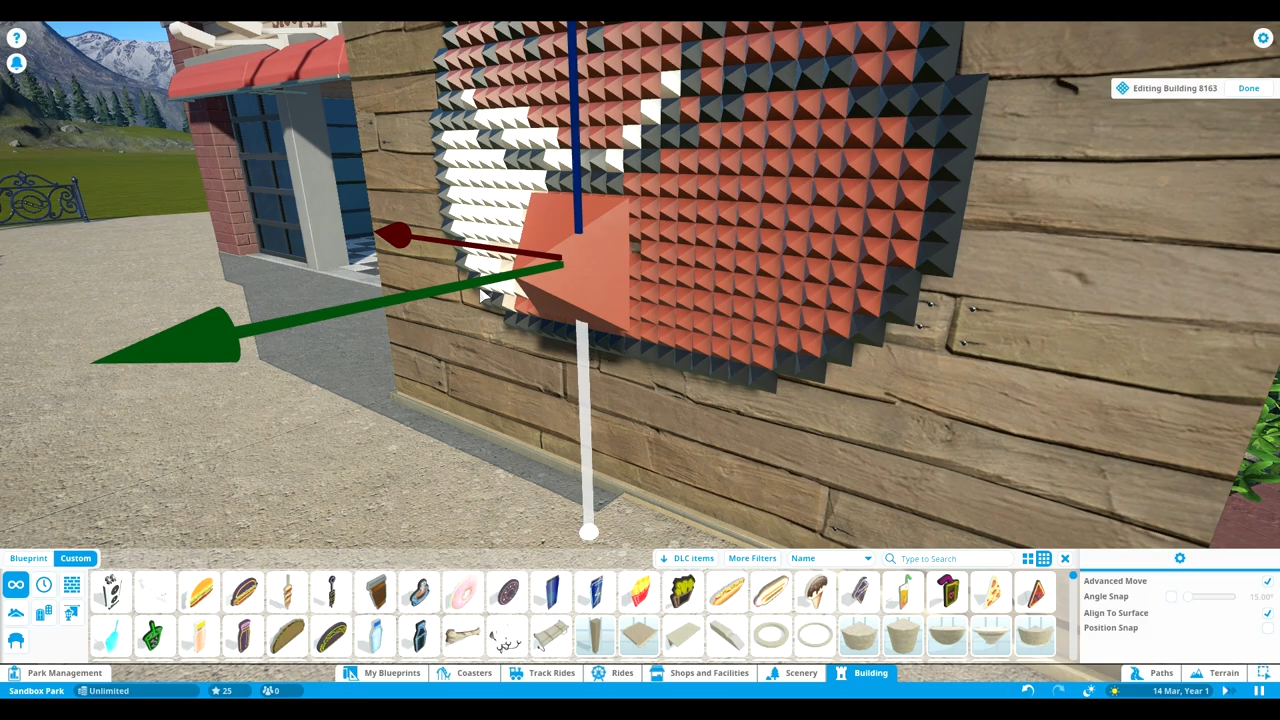 ?
Editing Building 8163 Done
Blueprint Custom
DLC items More Filters Name Type to Search
Advanced Move
Angle Snap 15.00°
Align To Surface
Position Snap
Park Management My Blueprints Coasters Track Rides Rides Shops and Facilities Scenery Building Paths Terrain
Sandbox Park Unlimited 25 0 14 Mar, Year 1